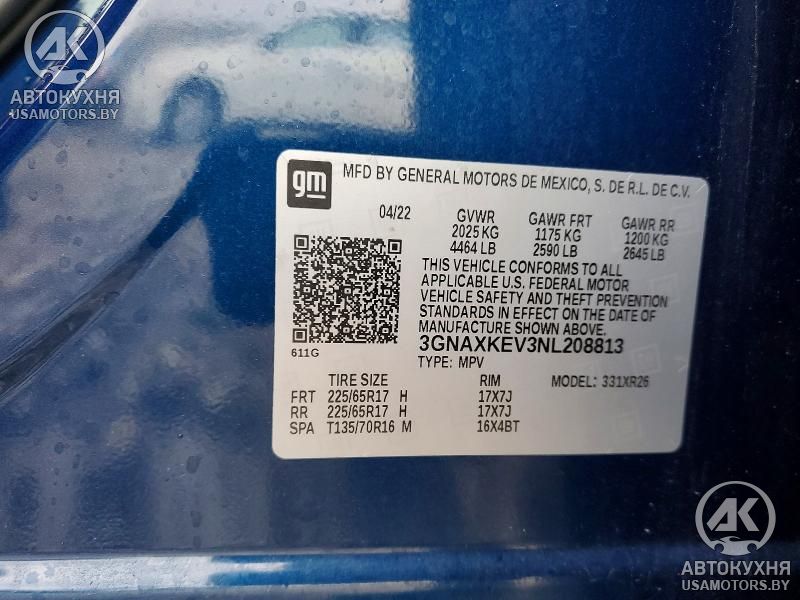 AK
АВТОКУХНЯ
USAMOTORS.BY
gm MFD BY GENERAL MOTORS DE MEXICO, S. DE R.L. DE C.V.
04/22 GVWR GAWR FRT GAWR RR
2025 KG 1175 KG 1200 KG
4464 LB 2590 LB 2645 LB
THIS VEHICLE CONFORMS TO ALL
APPLICABLE U.S. FEDERAL MOTOR
VEHICLE SAFETY AND THEFT PREVENTION
STANDARDS IN EFFECT ON THE DATE OF
MANUFACTURE SHOWN ABOVE.
3GNAXKEV3NL208813
611G
TYPE: MPV
TIRE SIZE RIM MODEL: 331XR26
FRT 225/65R17 H 17X7J
RR 225/65R17 H 17X7J
SPA T135/70R16 M 16X4BT
AK
АВТОКУХНЯ
USAMOTORS.BY